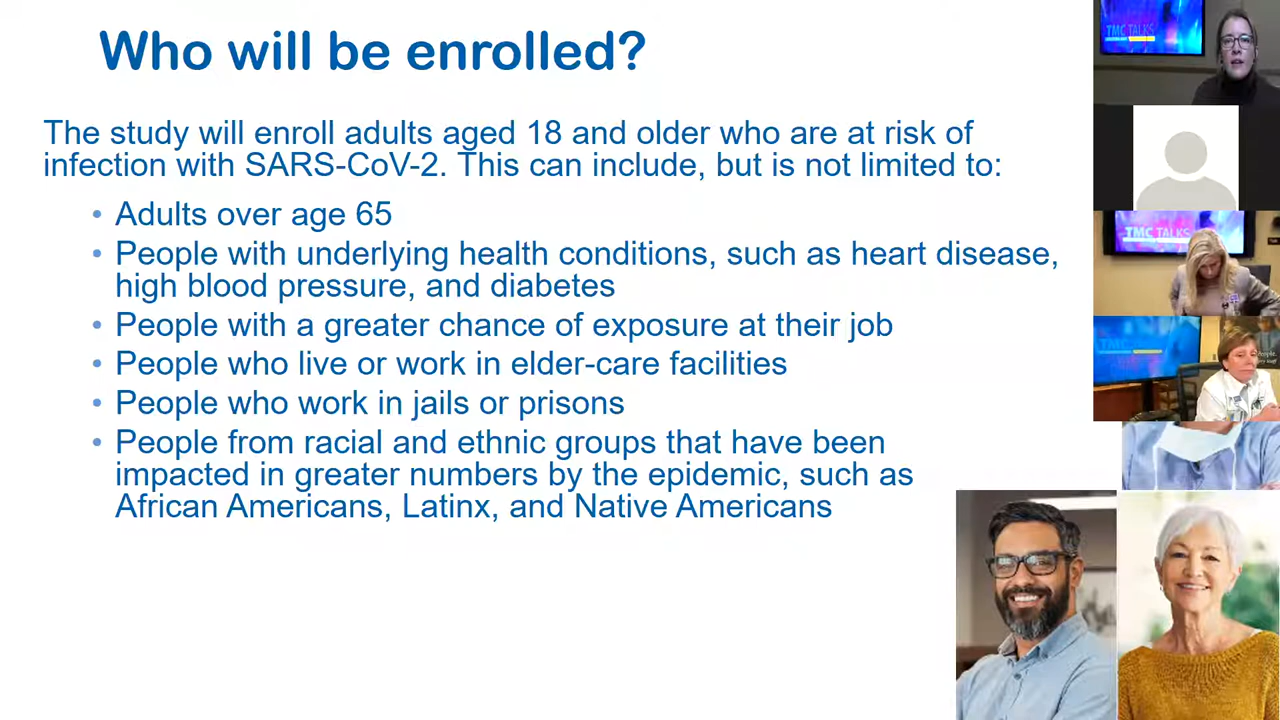 Who will be enrolled?
The study will enroll adults aged 18 and older who are at risk of
infection with SARS-CoV-2. This can include, but is not limited to:
• Adults over age 65
• People with underlying health conditions, such as heart disease,
high blood pressure, and diabetes
• People with a greater chance of exposure at their job
• People who live or work in elder-care facilities
• People who work in jails or prisons
• People from racial and ethnic groups that have been
impacted in greater numbers by the epidemic, such as
African Americans, Latinx, and Native Americans
TMC TALKS
TMC TALKS